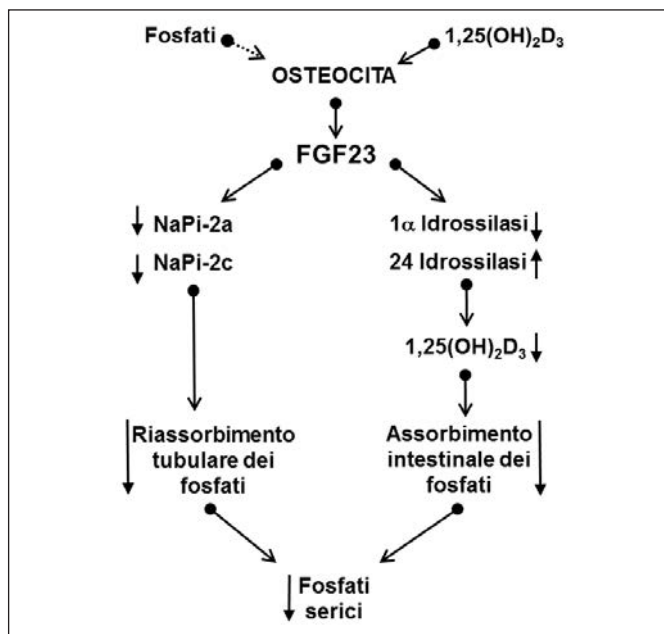 Fosfati
1,25(OH)₂D₃
OSTEOCITA
FGF23
NaPi-2a
1α Idrossilasi
NaPi-2c
24 Idrossilasi
1,25(OH)₂D₃
Riassorbimento
tubulare dei
fosfati
Assorbimento
intestinale dei
fosfati
Fosfati
serici